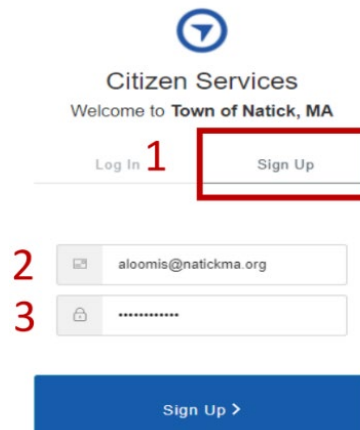 Citizen Services
Welcome to Town of Natick, MA
Log In 1 Sign Up
2 aloomis@natickma.org
3 ••••••••••••
Sign Up >